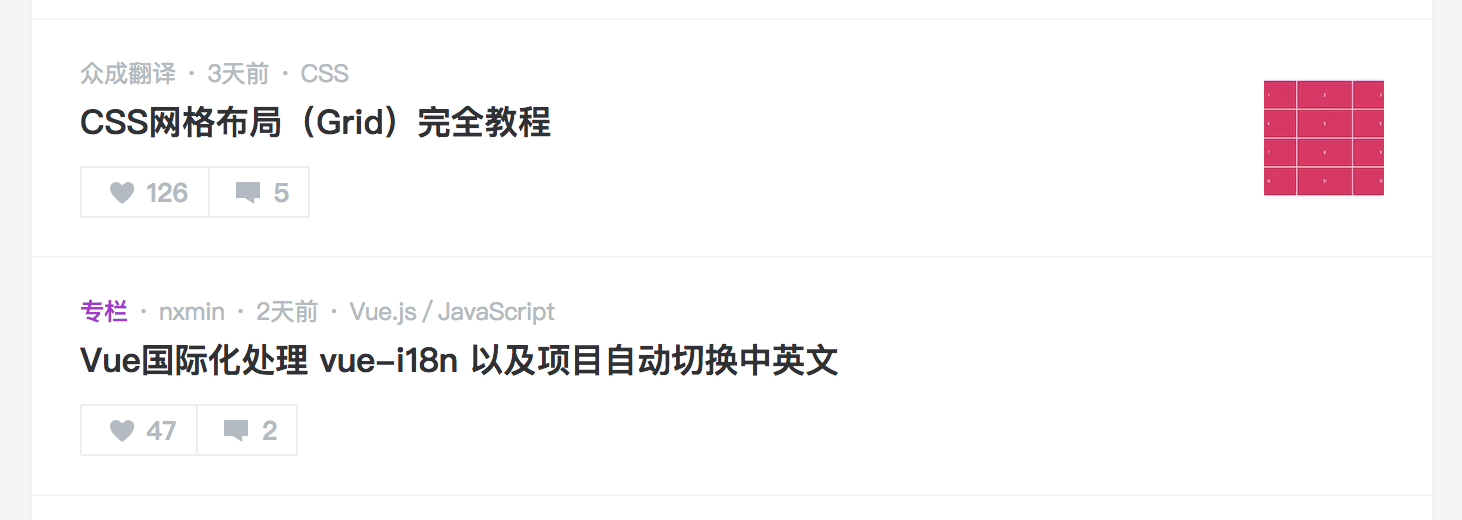 众成翻译 · 3天前 · CSS
CSS网格布局（Grid）完全教程
126 5
专栏 · nxmin · 2天前 · Vue.js / JavaScript
Vue国际化处理 vue-i18n 以及项目自动切换中英文
47 2